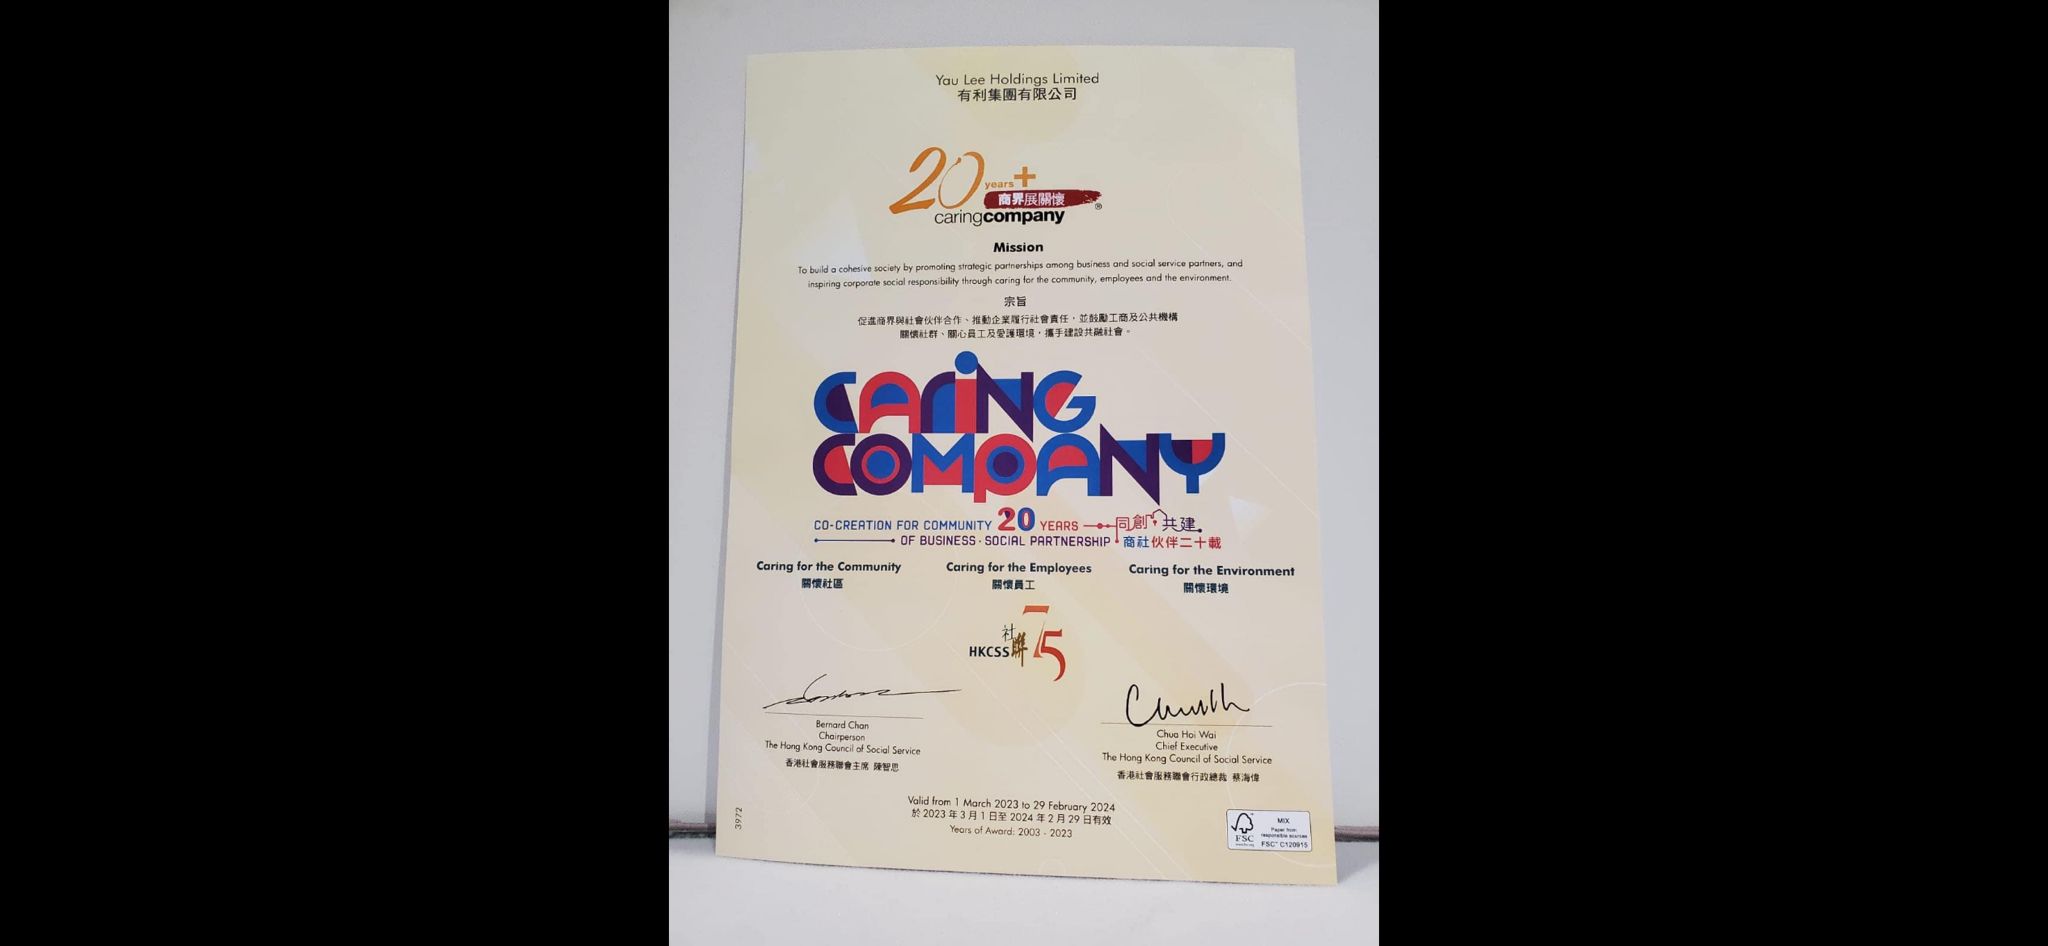 Yau Lee Holdings Limited
有利集團有限公司
20 years+
商界展關懷
caringcompany®
Mission
To build a cohesive society by promoting strategic partnerships among business and social service partners, and
inspiring corporate social responsibility through caring for the community, employees and the environment.
宗旨
促進商界與社會伙伴合作、推動企業履行社會責任，並鼓勵工商及公共機構
關懷社群、關心員工及愛護環境，攜手建設共融社會。
CARING
COMPANY
CO-CREATION FOR COMMUNITY 20 YEARS 同創 共建
OF BUSINESS · SOCIAL PARTNERSHIP 商社伙伴二十載
Caring for the Community
關懷社區
Caring for the Employees
關懷員工
Caring for the Environment
關懷環境
HKCSS 社聯 75
Bernard Chan
Chairperson
The Hong Kong Council of Social Service
香港社會服務聯會主席 陳智思
Chua Hoi Wai
Chief Executive
The Hong Kong Council of Social Service
香港社會服務聯會行政總裁 蔡海偉
Valid from 1 March 2023 to 29 February 2024
於 2023 年 3 月 1 日至 2024 年 2 月 29 日有效
Years of Award: 2003 - 2023
3972
FSC
MIX
Paper from
responsible sources
FSC™ C120915